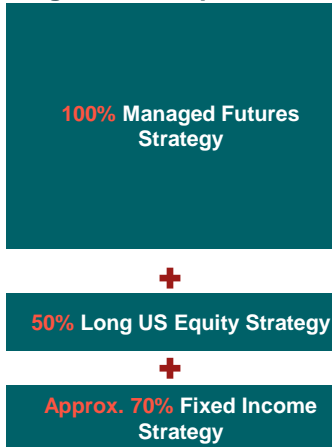 100% Managed Futures
Strategy
+
50% Long US Equity Strategy
+
Approx. 70% Fixed Income
Strategy